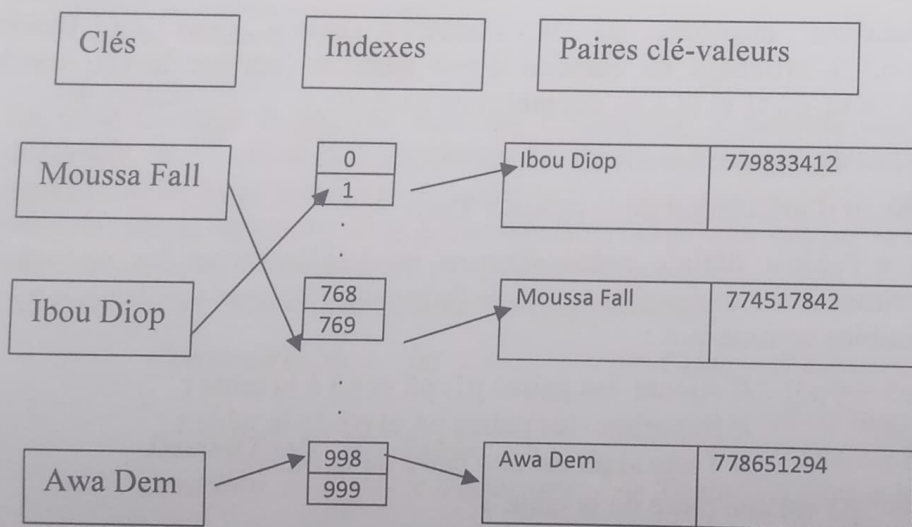 Clés
Indexes
Paires clé-valeurs
Moussa Fall
0
1
Ibou Diop
779833412
Ibou Diop
768
769
Moussa Fall
774517842
Awa Dem
998
999
Awa Dem
778651294